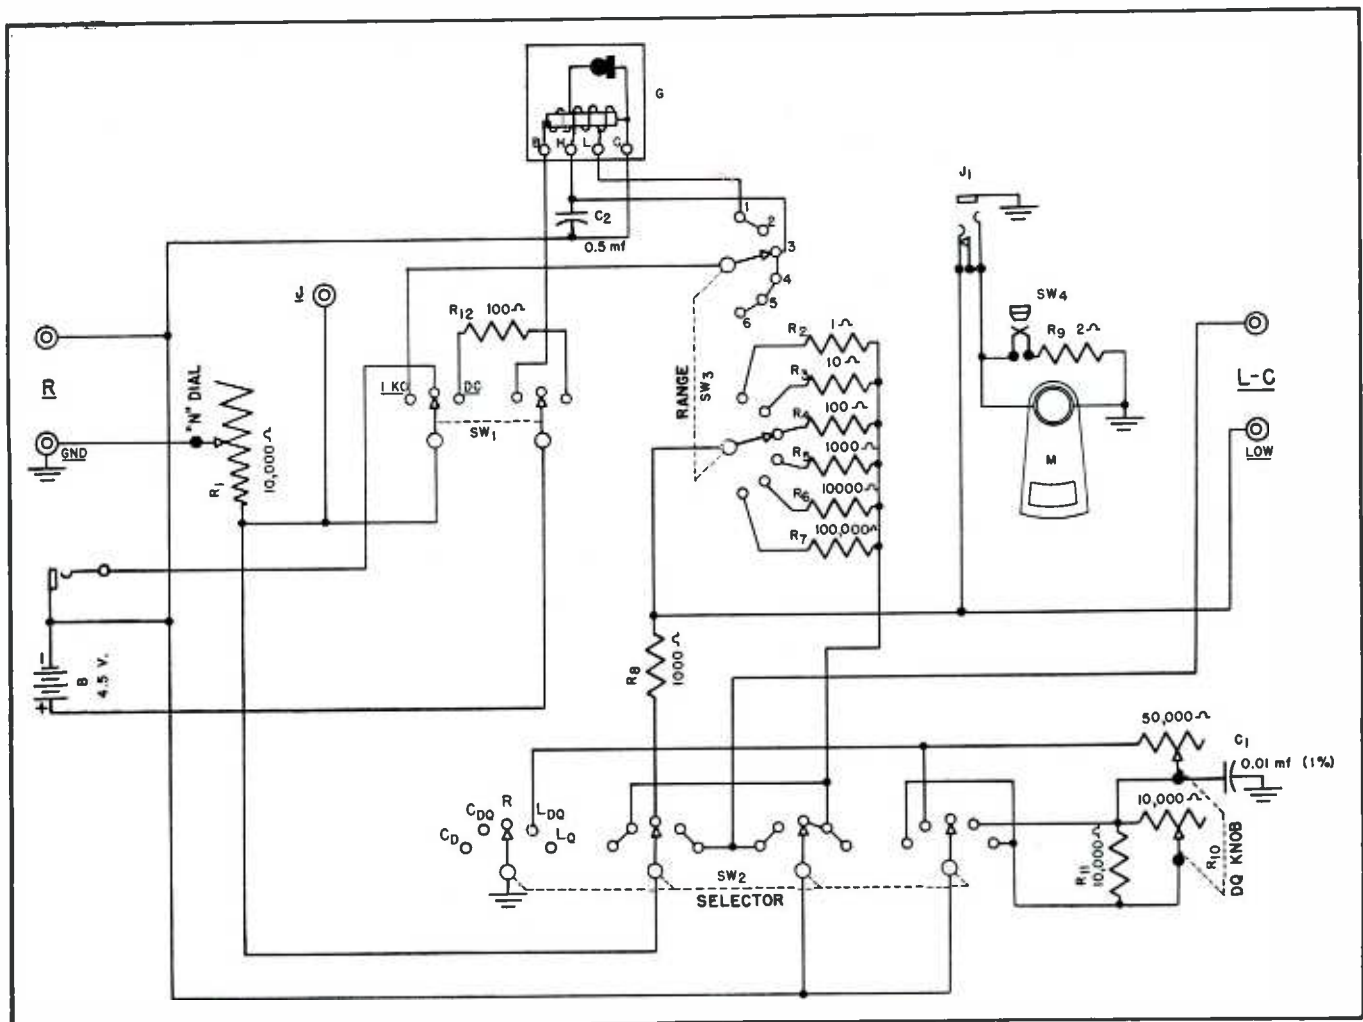 G
B H L G
C2
0.5 mf
1
2
3
4
5
6
J1
SW4
R9 2Ω
M
R
GND
"N" DIAL
R1
10,000Ω
R12 100Ω
1 KC
DC
SW1
RANGE
SW3
R2 1Ω
R3 10Ω
R4 100Ω
R5 1000Ω
R6 10000Ω
R7 100,000Ω
L-C
LOW
- +
B
4.5 V.
R8
1000Ω
CD
CDQ
R
LDQ
LQ
SW2
SELECTOR
50,000Ω
C1
0.01 mf (1%)
10,000Ω
R11
10,000Ω
R10
DQ KNOB